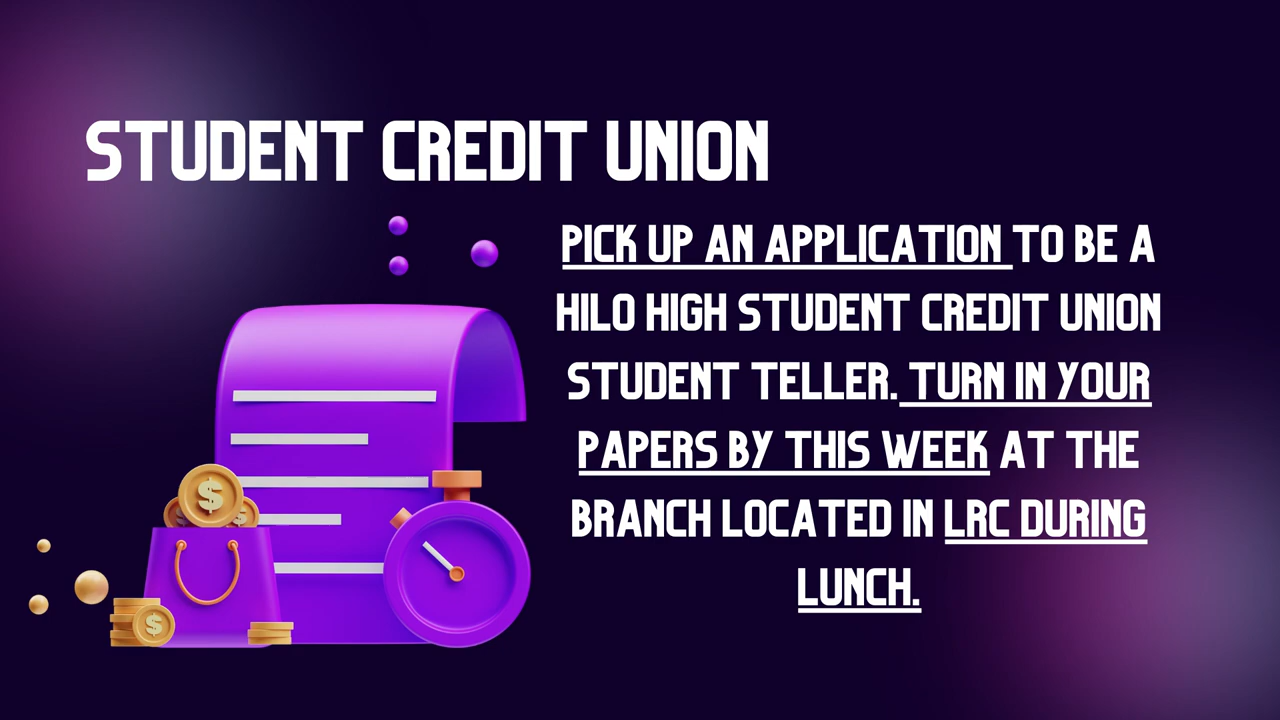 STUDENT CREDIT UNION
PICK UP AN APPLICATION TO BE A
HILO HIGH STUDENT CREDIT UNION
STUDENT TELLER. TURN IN YOUR
PAPERS BY THIS WEEK AT THE
BRANCH LOCATED IN LRC DURING
LUNCH.